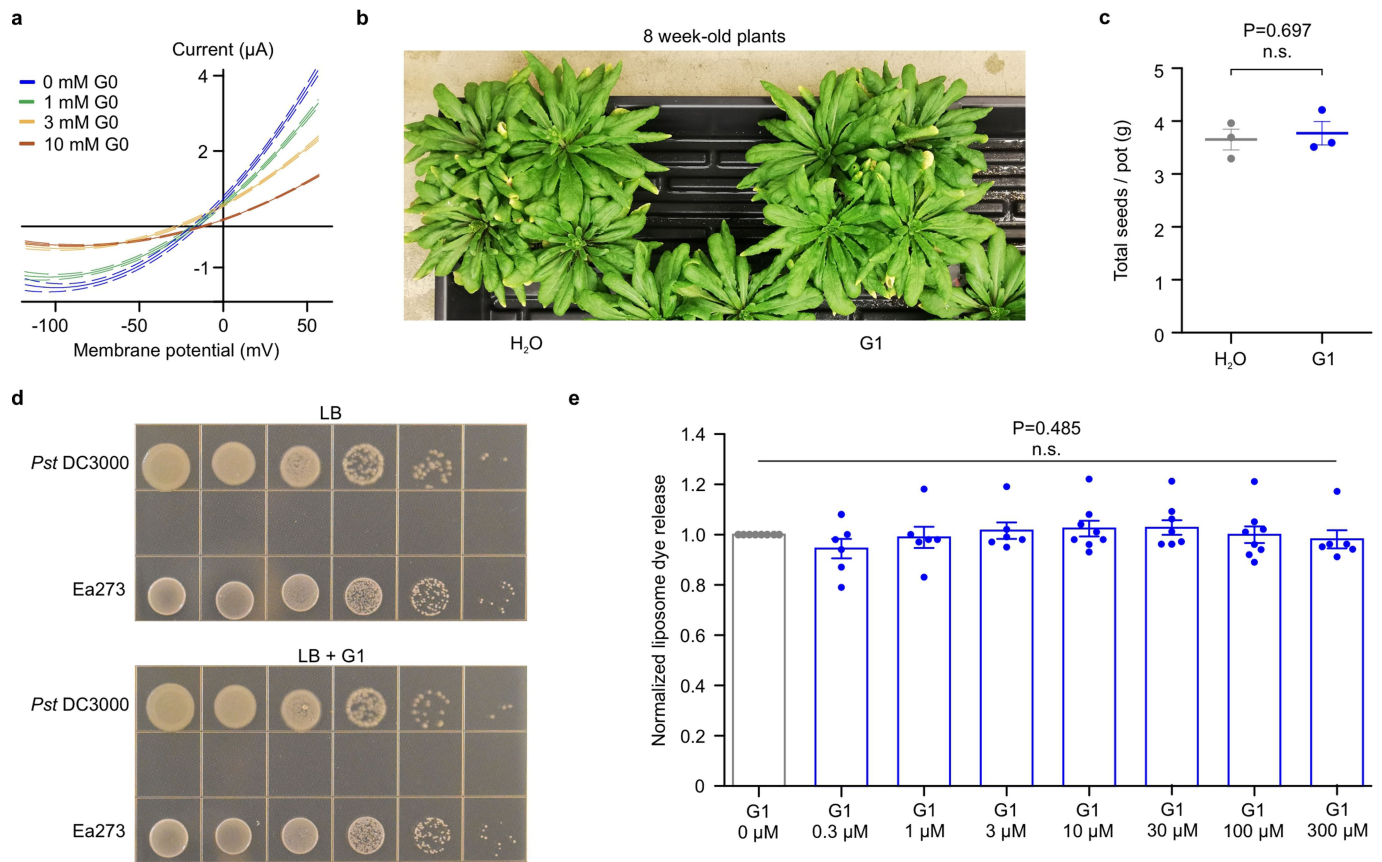 a
Current (µA)
0 mM G0
1 mM G0
3 mM G0
10 mM G0
4
2
-1
-100
-50
0
50
Membrane potential (mV)
b
8 week-old plants
H₂O
G1
c
P=0.697
n.s.
Total seeds / pot (g)
5
4
3
2
1
0
H₂O
G1
d
LB
Pst DC3000
Ea273
LB + G1
Pst DC3000
Ea273
e
P=0.485
n.s.
Normalized liposome dye release
1.4
1.2
1.0
0.8
0.6
0.4
0.2
0
G1 G1 G1 G1 G1 G1 G1 G1
0 µM 0.3 µM 1 µM 3 µM 10 µM 30 µM 100 µM 300 µM